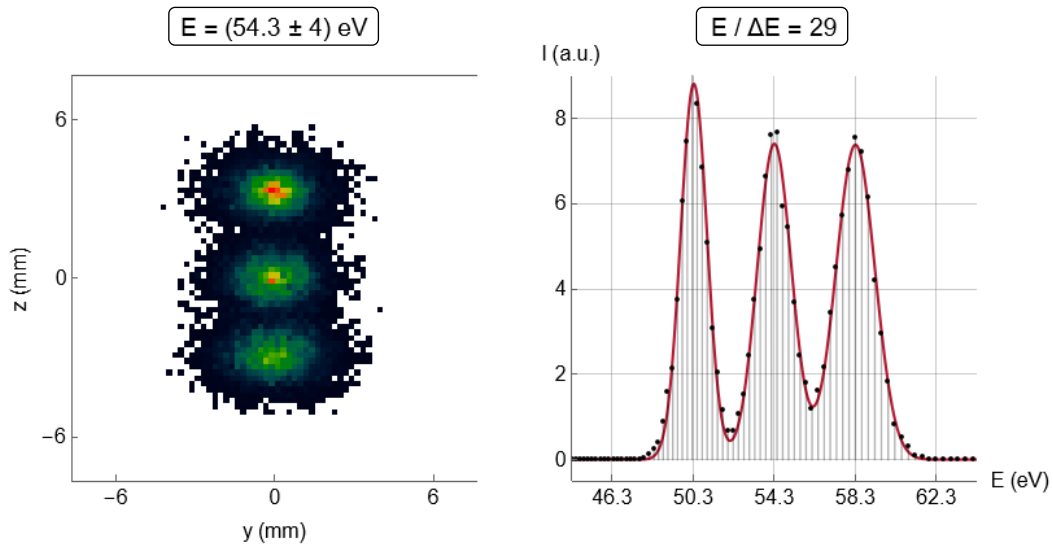 E = (54.3 ± 4) eV
E / ΔE = 29
6
0
−6
z (mm)
−6 0 6
y (mm)
I (a.u.)
8
6
4
2
0
46.3 50.3 54.3 58.3 62.3
E (eV)